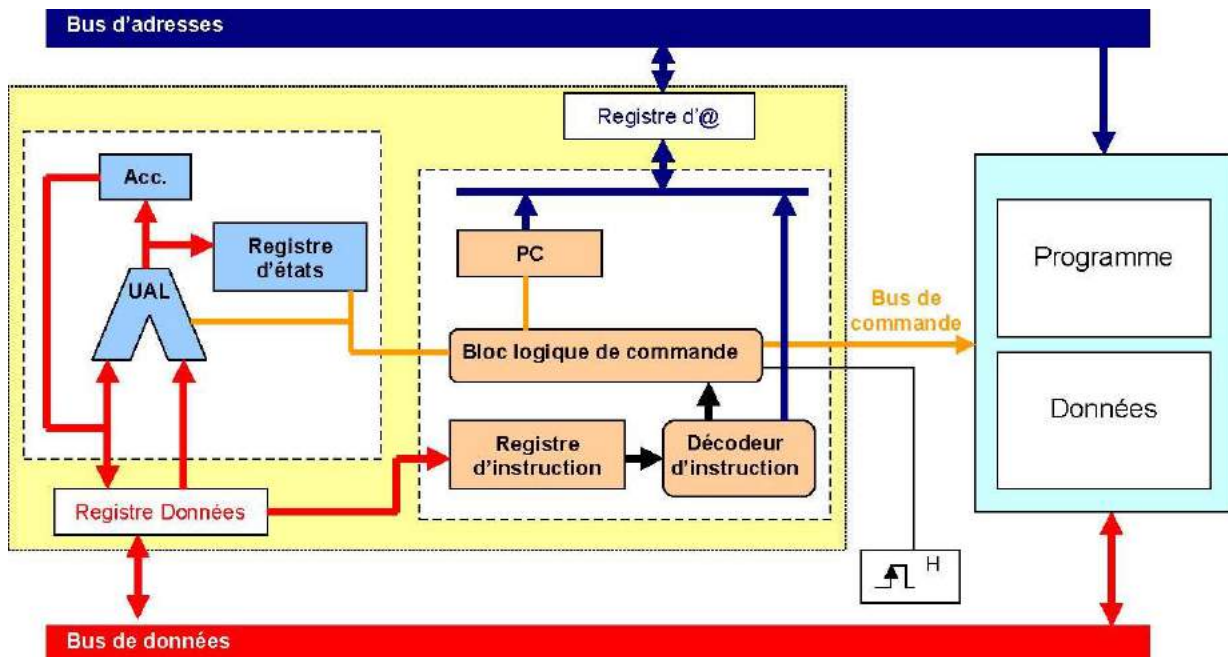 Bus d'adresses
Registre d'@
Acc.
Registre
d'états
UAL
PC
Bloc logique de commande
Bus de
commande
Programme
Données
Registre
d'instruction
Décodeur
d'instruction
Registre Données
H
Bus de données